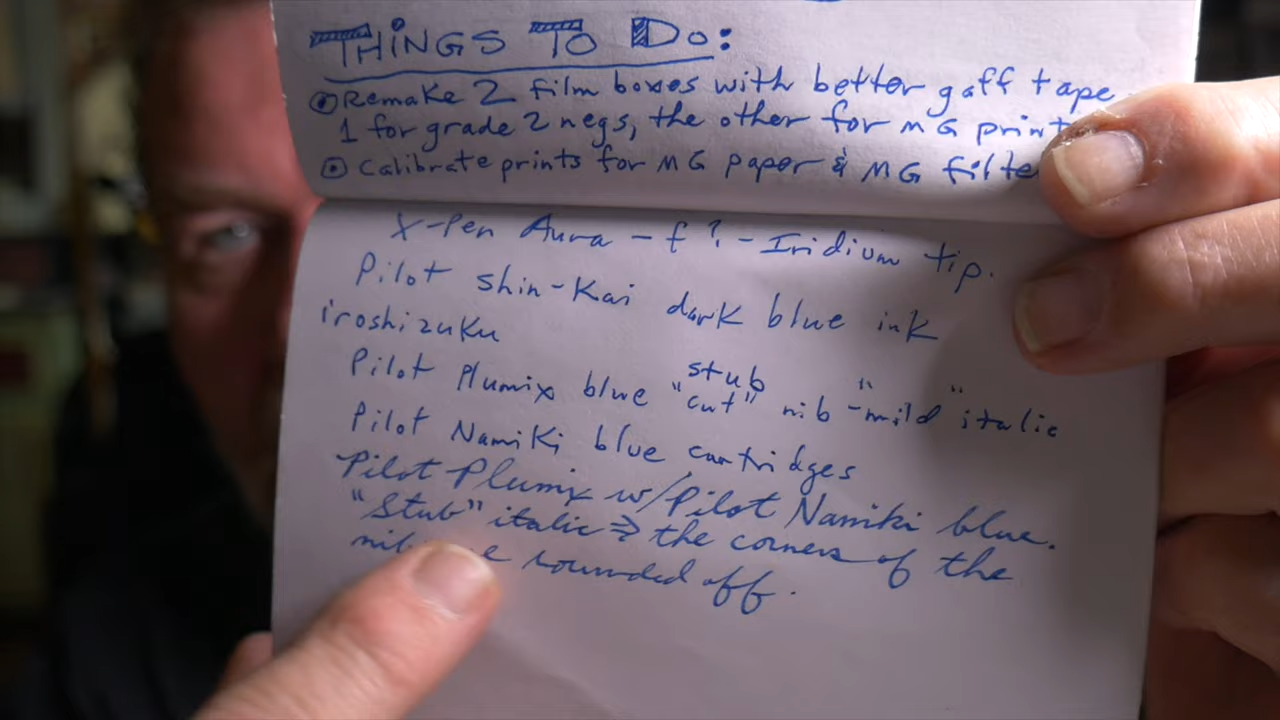 THiNGS TO Do:
Remake 2 film boxes with better gaff tape
1 for grade 2 negs, the other for MG print
Calibrate prints for MG paper & MG filte
X-Pen Aura - f? - Iridium tip.
Pilot shin-Kai dark blue ink
iroshizuku
Pilot Plumix blue "stub cut" nib - "mild" italic
Pilot Namiki blue cartridges
Pilot Plumix w/Pilot Namiki blue.
"Stub" italic ⇒ the corners of the
rounded off.